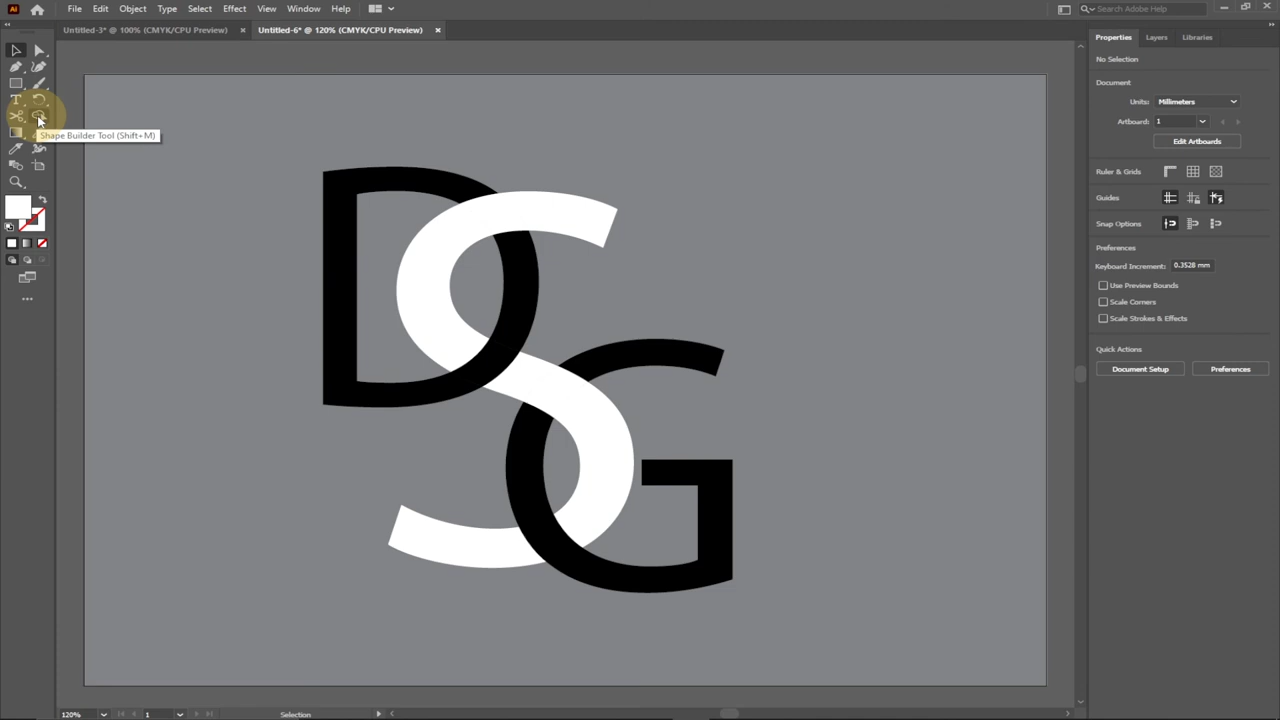 Ai File Edit Object Type Select Effect View Window Help Search Adobe Help
Untitled-3* @ 100% (CMYK/CPU Preview) × Untitled-6* @ 120% (CMYK/CPU Preview) ×
Properties Layers Libraries
No Selection
Document
Units: Millimeters
Artboard: 1
Edit Artboards
Ruler & Grids
Guides
Snap Options
Preferences
Keyboard Increment: 0.3528 mm
Use Preview Bounds
Scale Corners
Scale Strokes & Effects
Quick Actions
Document Setup Preferences
T
Shape Builder Tool (Shift+M)
D
S
G
120% 1 Selection